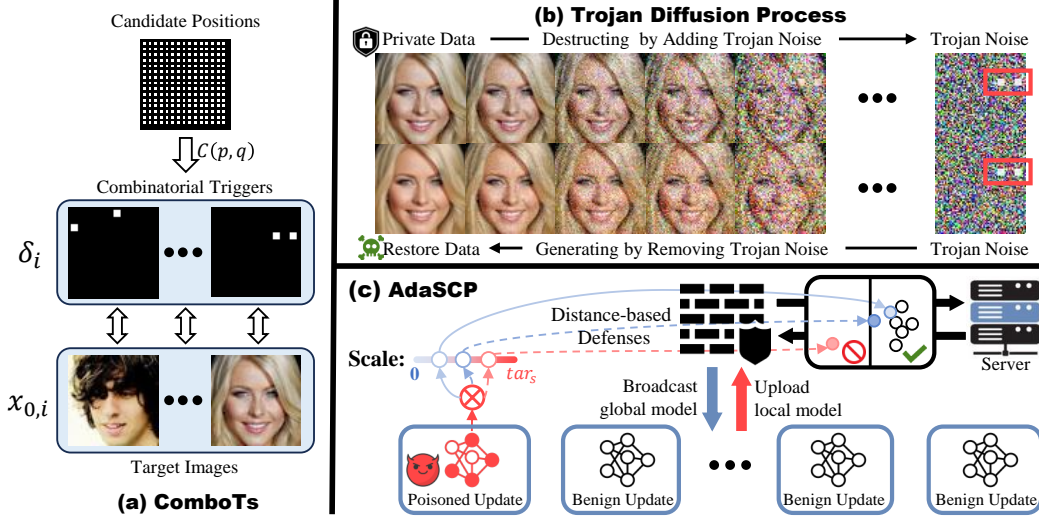 Candidate Positions
C(p, q)
Combinatorial Triggers
δᵢ
x₀,ᵢ
Target Images
(a) ComboTs
(b) Trojan Diffusion Process
Private Data
Destructing by Adding Trojan Noise
Trojan Noise
Restore Data
Generating by Removing Trojan Noise
Trojan Noise
(c) AdaSCP
Distance-based
Defenses
Scale:
0
tarₛ
Server
Broadcast
global model
Upload
local model
Poisoned Update
Benign Update
Benign Update
Benign Update